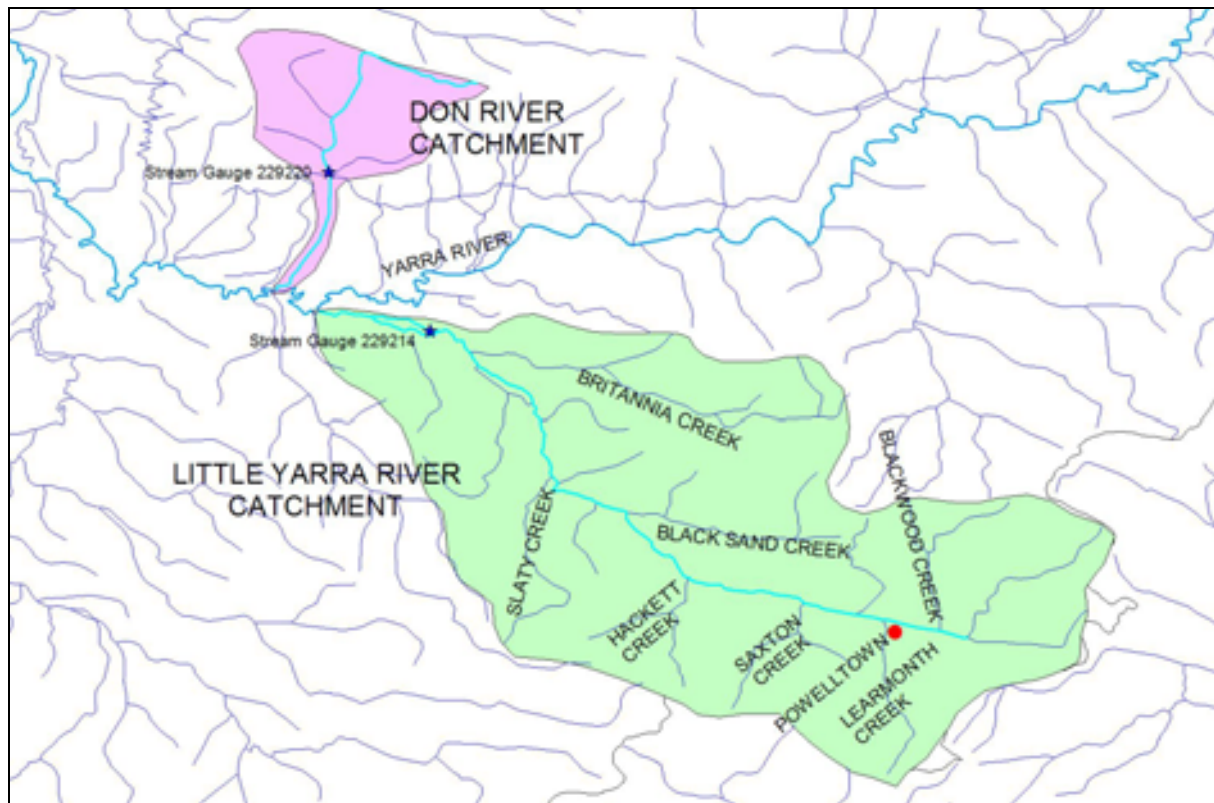 DON RIVER
CATCHMENT
Stream Gauge 229220
YARRA RIVER
Stream Gauge 229214
BRITANNIA CREEK
LITTLE YARRA RIVER
CATCHMENT
SLATY CREEK
BLACKWOOD CREEK
BLACK SAND CREEK
HACKETT
CREEK
SAXTON
CREEK
POWELLTOWN
LEARMONTH
CREEK